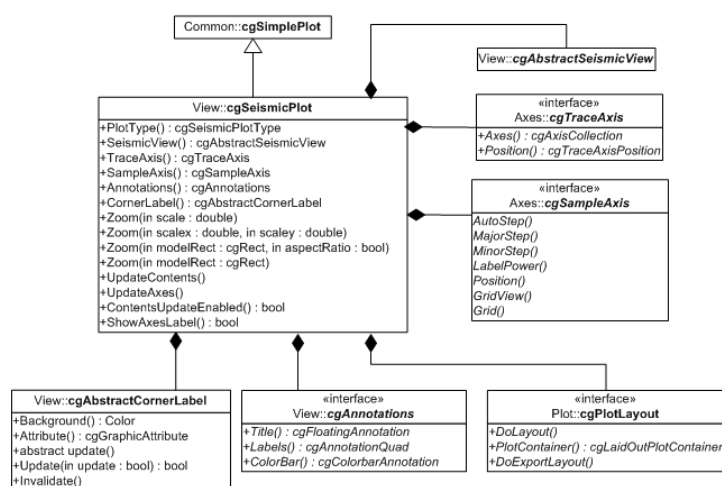 Common::cgSimplePlot
View::cgAbstractSeismicView
View::cgSeismicPlot
+PlotType() : cgSeismicPlotType
+SeismicView() : cgAbstractSeismicView
+TraceAxis() : cgTraceAxis
+SampleAxis() : cgSampleAxis
+Annotations() : cgAnnotations
+CornerLabel() : cgAbstractCornerLabel
+Zoom(in scale : double)
+Zoom(in scalex : double, in scaley : double)
+Zoom(in modelRect : cgRect, in aspectRatio : bool)
+Zoom(in modelRect : cgRect)
+UpdateContents()
+UpdateAxes()
+ContentsUpdateEnabled() : bool
+ShowAxesLabel() : bool
«interface»
Axes::cgTraceAxis
+Axes() : cgAxisCollection
+Position() : cgTraceAxisPosition
«interface»
Axes::cgSampleAxis
AutoStep()
MajorStep()
MinorStep()
LabelPower()
Position()
GridView()
Grid()
View::cgAbstractCornerLabel
+Background() : Color
+Attribute() : cgGraphicAttribute
+abstract update()
+Update(in update : bool) : bool
+Invalidate()
«interface»
View::cgAnnotations
+Title() : cgFloatingAnnotation
+Labels() : cgAnnotationQuad
+ColorBar() : cgColorbarAnnotation
«interface»
Plot::cgPlotLayout
+DoLayout()
+PlotContainer() : cgLaidOutPlotContainer
+DoExportLayout()